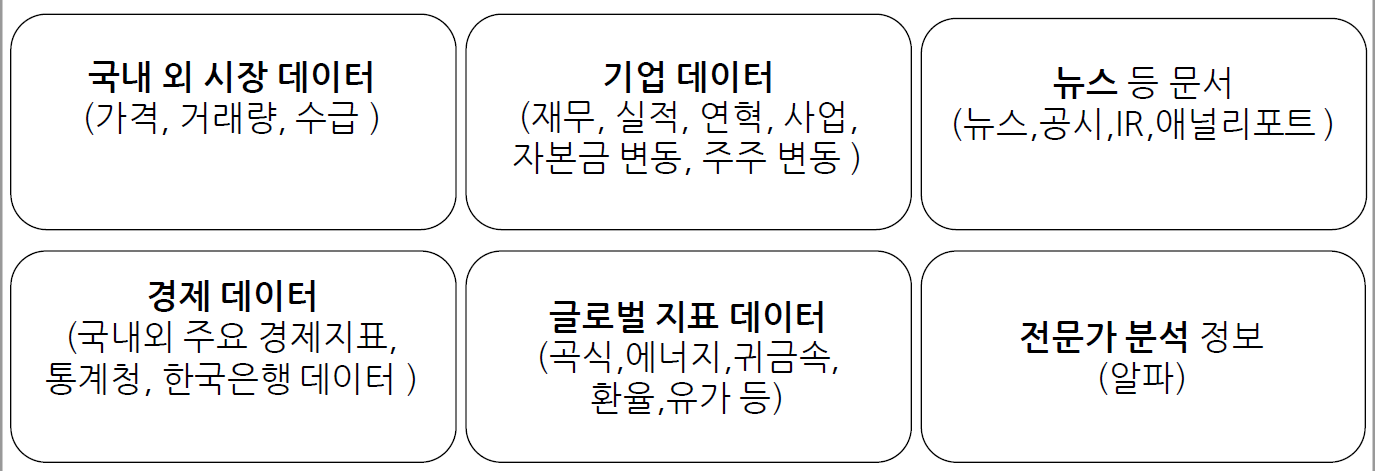 국내 외 시장 데이터
(가격, 거래량, 수급 )
기업 데이터
(재무, 실적, 연혁, 사업,
자본금 변동, 주주 변동 )
뉴스 등 문서
(뉴스,공시,IR,애널리포트 )
경제 데이터
(국내외 주요 경제지표,
통계청, 한국은행 데이터 )
글로벌 지표 데이터
(곡식,에너지,귀금속,
환율,유가 등)
전문가 분석 정보
(알파)